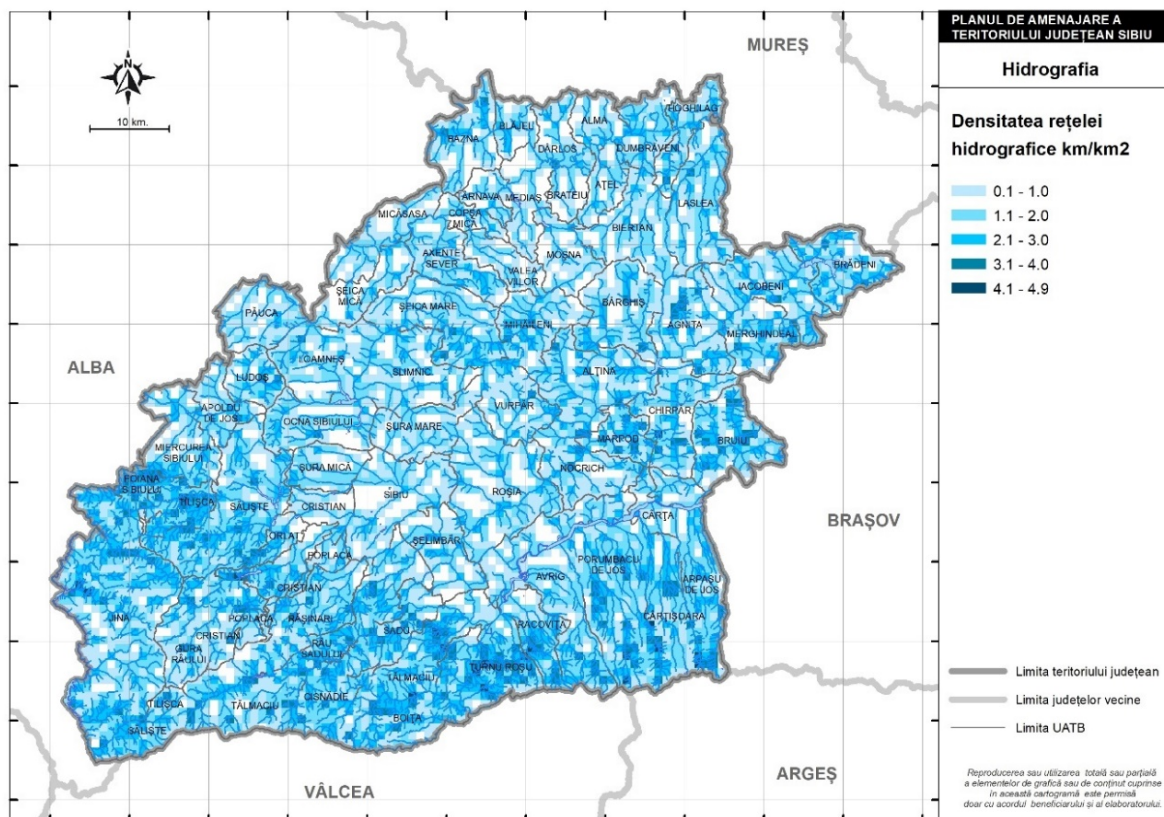 PLANUL DE AMENAJARE A
TERITORIULUI JUDEȚEAN SIBIU
Hidrografia
Densitatea rețelei
hidrografice km/km2
0.1 - 1.0
1.1 - 2.0
2.1 - 3.0
3.1 - 4.0
4.1 - 4.9
Limita teritoriului județean
Limita județelor vecine
Limita UATB
Reproducerea sau utilizarea totală sau parțială
a elementelor de grafică sau de conținut cuprinse
în această cartogramă este permisă
doar cu acordul beneficiarului și al elaboratorului.
N
10 km.
MUREȘ
ALBA
BRAȘOV
ARGEȘ
VÂLCEA
HOGHILAG
BLĂJEL
ALMA
BAZNA
DÂRLOS
DUMBRĂVENI
AȚEL
ÂRNAVA
MEDIAȘ
BRATEIU
LASLEA
MICĂSASA
COPȘA
MICĂ
BIERTAN
AXENTE
SEVER
MOȘNA
BRĂDENI
VALEA
VIILOR
ȘEICA
MICĂ
IACOBENI
BÂRGHIȘ
ȘEICA MARE
PĂUCA
MIHĂILENI
AGNITA
MERGHINDEAL
LOAMNEȘ
LUDOȘ
SLIMNIC
ALȚINA
APOLDU
DE JOS
VURPĂR
CHIRPĂR
OCNA SIBIULUI
ȘURA MARE
MARPOD
BRUIU
MIERCUREA
SIBIULUI
ȘURA MICĂ
NOCRICH
POIANA
SIBIULUI
TILIȘCA
SIBIU
ROȘIA
SĂLIȘTE
CRISTIAN
CÂRȚA
ORLAT
ȘELIMBĂR
POPLACA
PORUMBACU
DE JOS
AVRIG
ARPAȘU
DE JOS
CRISTIAN
JINA
POPLACA
RĂȘINARI
CÂRȚIȘOARA
RACOVIȚA
CRISTIAN
SADU
GURA
RÂULUI
RÂU
SADULUI
TURNU ROȘU
TĂLMACIU
CISNĂDIE
TILIȘCA
TĂLMACIU
BOIȚA
SĂLIȘTE